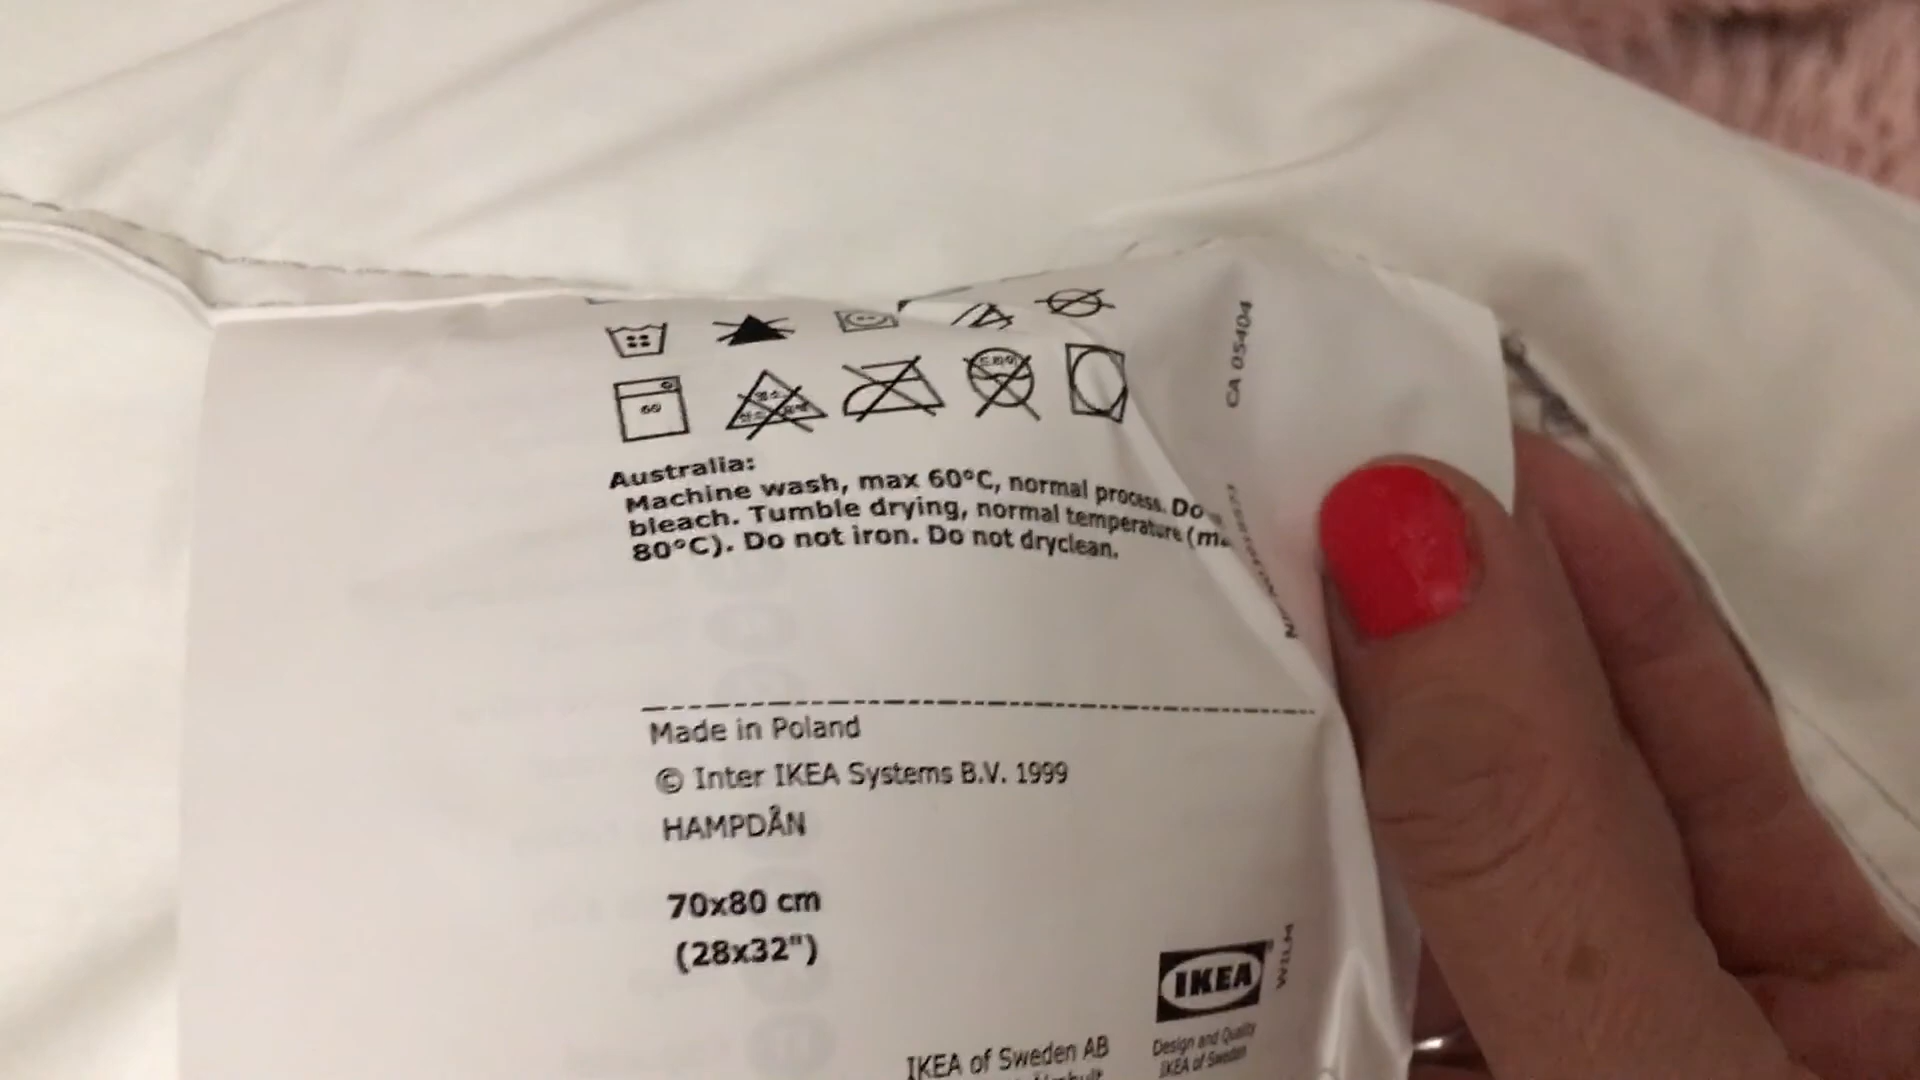 60
Australia:
Machine wash, max 60°C, normal process. Do
bleach. Tumble drying, normal temperature (m
80°C). Do not iron. Do not dryclean.
CA 05404
Made in Poland
© Inter IKEA Systems B.V. 1999
HAMPDÅN
70x80 cm
(28x32")
IKEA
WILM
Design and Quality
IKEA of Sweden
IKEA of Sweden AB